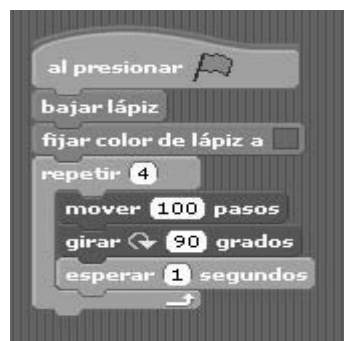 al presionar
bajar lápiz
fijar color de lápiz a
repetir 4
mover 100 pasos
girar 90 grados
esperar 1 segundos